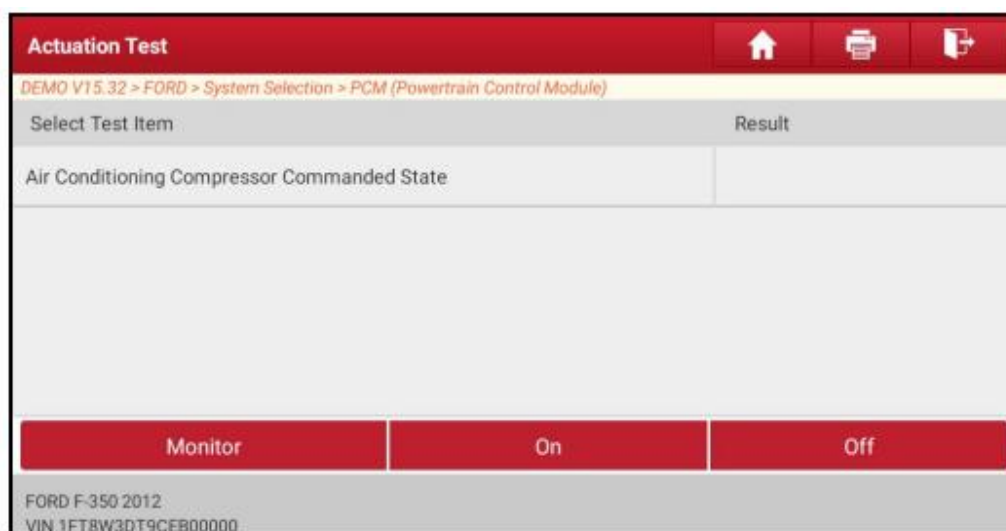 Actuation Test
DEMO V15.32 > FORD > System Selection > PCM (Powertrain Control Module)
Select Test Item Result
Air Conditioning Compressor Commanded State
Monitor On Off
FORD F-350 2012
VIN 1FT8W3DT9CEB00000